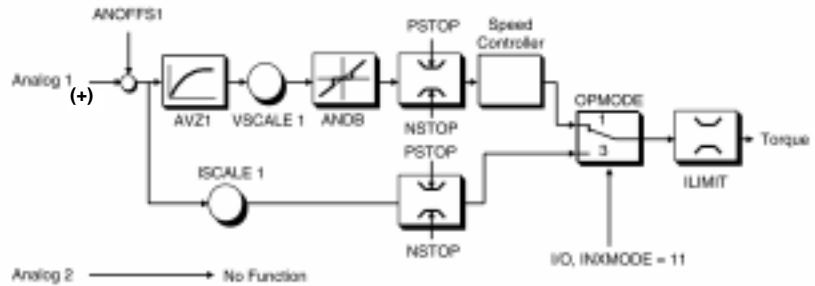 ANOFFS1
Analog 1
(+)
AVZ1
VSCALE 1
ANDB
PSTOP
NSTOP
Speed
Controller
OPMODE
1
3
ILIMIT
Torque
ISCALE 1
PSTOP
NSTOP
I/O, INXMODE = 11
Analog 2
No Function